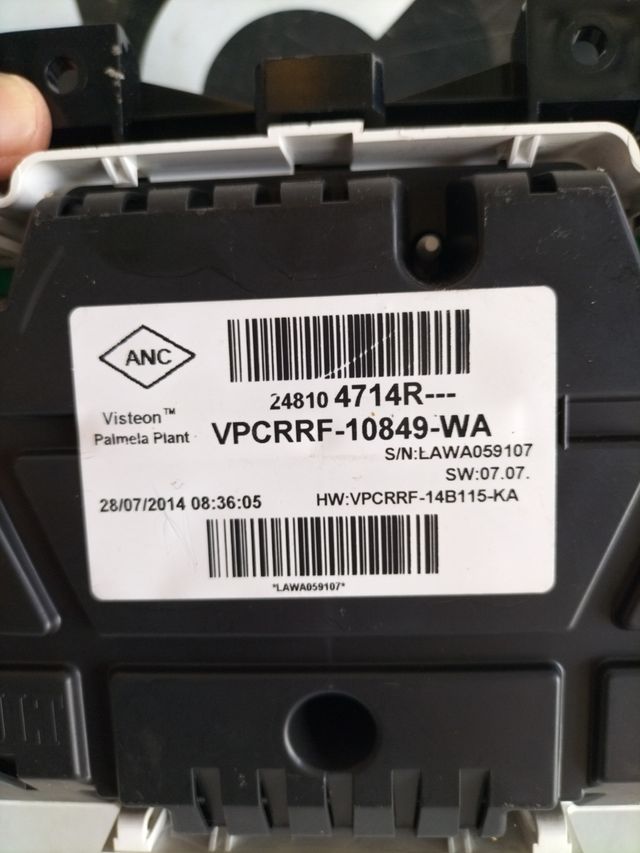 ANC
24810 4714R---
Visteon™
Palmela Plant
VPCRRF-10849-WA
S/N:LAWA059107
SW:07.07.
28/07/2014 08:36:05
HW:VPCRRF-14B115-KA
*LAWA059107*